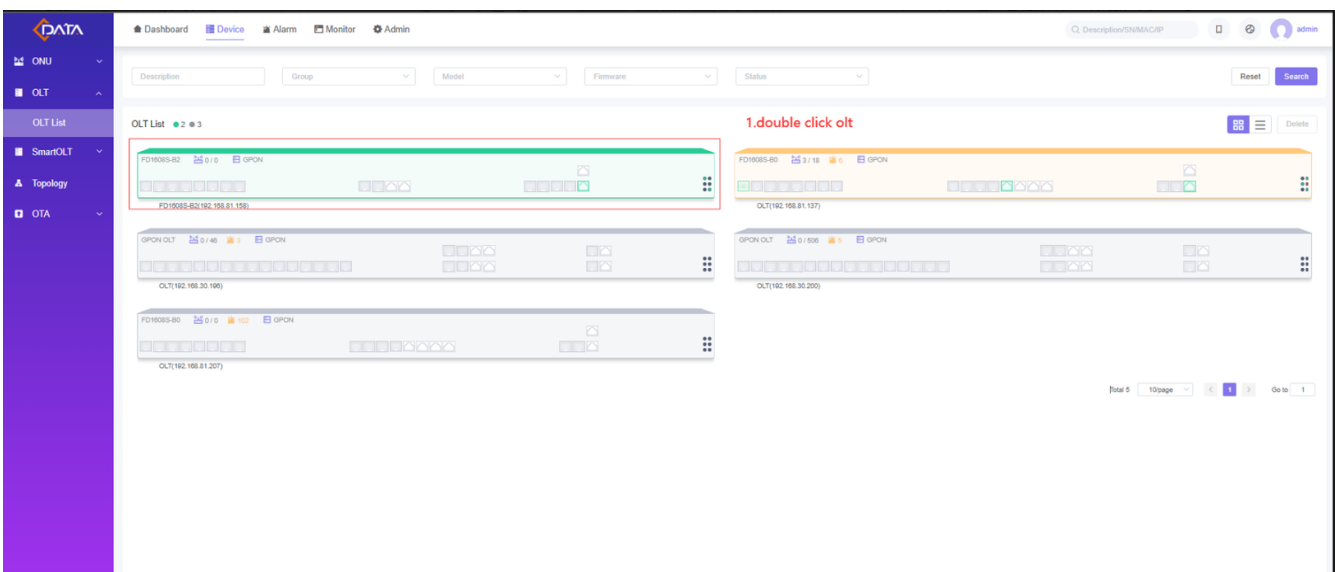 DATA
Dashboard Device Alarm Monitor Admin
Description/SN/MAC/IP
admin
ONU
OLT
OLT List
SmartOLT
Topology
OTA
Description Group Model Firmware Status Reset Search
OLT List 2 3
1.double click olt
Delete
FD1608S-B2 0 / 0 GPON
FD1608S-B2(192.168.81.158)
FD1608S-B0 3 / 18 6 GPON
OLT(192.168.81.137)
GPON OLT 0 / 46 3 GPON
OLT(192.168.30.196)
GPON OLT 0 / 506 6 GPON
OLT(192.168.30.200)
FD1608S-B0 0 / 0 102 GPON
OLT(192.168.81.207)
Total 5 10/page < 1 > Go to 1